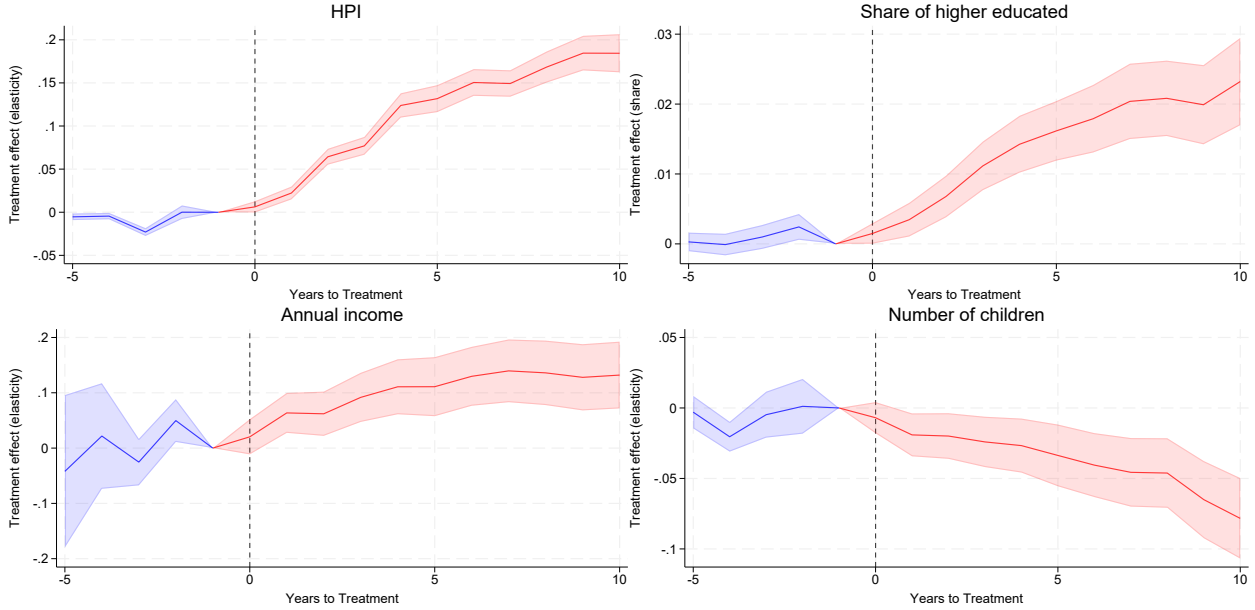 HPI
Treatment effect (elasticity)
.2
.15
.1
.05
0
-.05
-5
0
5
10
Years to Treatment
Share of higher educated
Treatment effect (share)
.03
.02
.01
0
-5
0
5
10
Years to Treatment
Annual income
Treatment effect (elasticity)
.2
.1
0
-.1
-.2
-5
0
5
10
Years to Treatment
Number of children
Treatment effect (elasticity)
.05
0
-.05
-.1
-5
0
5
10
Years to Treatment